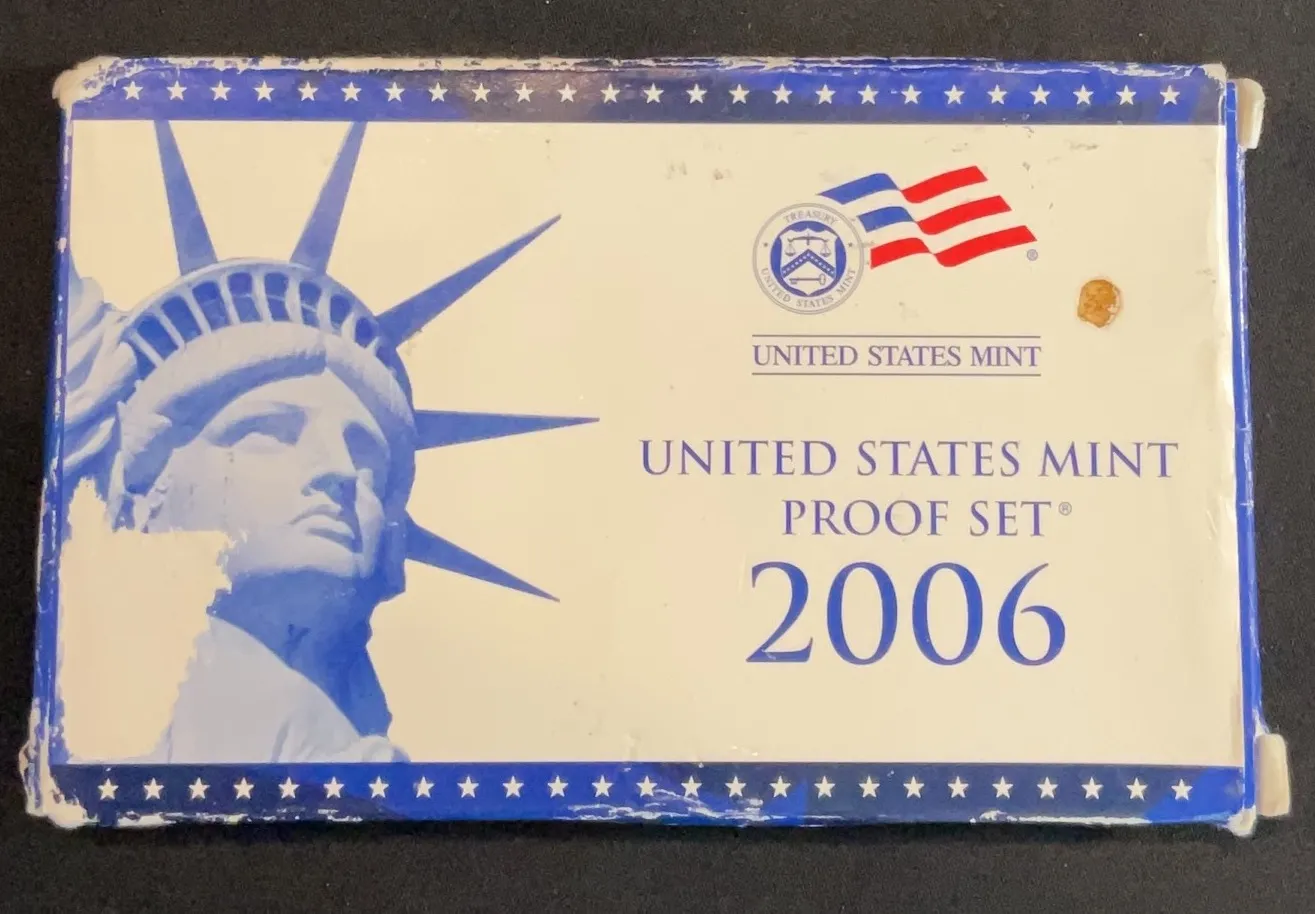 TREASURY
UNITED STATES MINT
®
UNITED STATES MINT
UNITED STATES MINT
PROOF SET®
2006